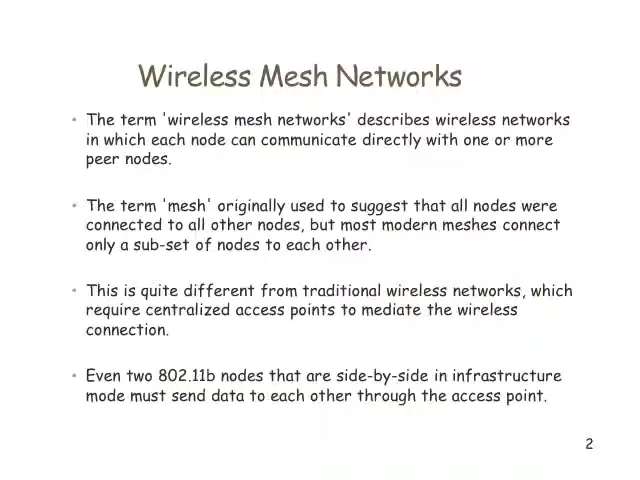 Wireless Mesh Networks
• The term 'wireless mesh networks' describes wireless networks
in which each node can communicate directly with one or more
peer nodes.
• The term 'mesh' originally used to suggest that all nodes were
connected to all other nodes, but most modern meshes connect
only a sub-set of nodes to each other.
• This is quite different from traditional wireless networks, which
require centralized access points to mediate the wireless
connection.
• Even two 802.11b nodes that are side-by-side in infrastructure
mode must send data to each other through the access point.
2